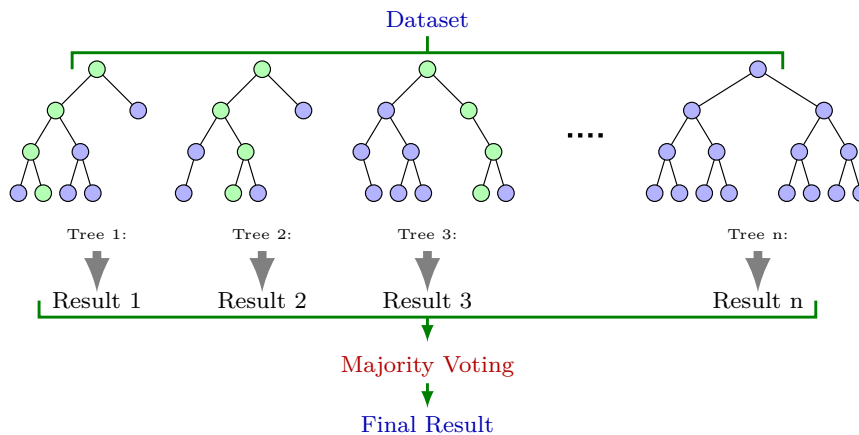 Dataset
....
Tree 1: Tree 2: Tree 3: Tree n:
Result 1 Result 2 Result 3 Result n
Majority Voting
Final Result